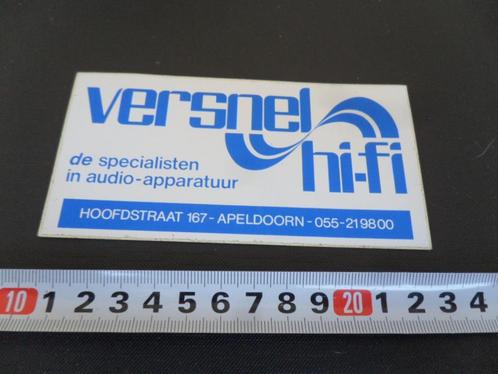 versnel
hi-fi
de specialisten
in audio-apparatuur
HOOFDSTRAAT 167 - APELDOORN - 055-219800
10 1 2 3 4 5 6 7 8 9 20 1 2 3 4